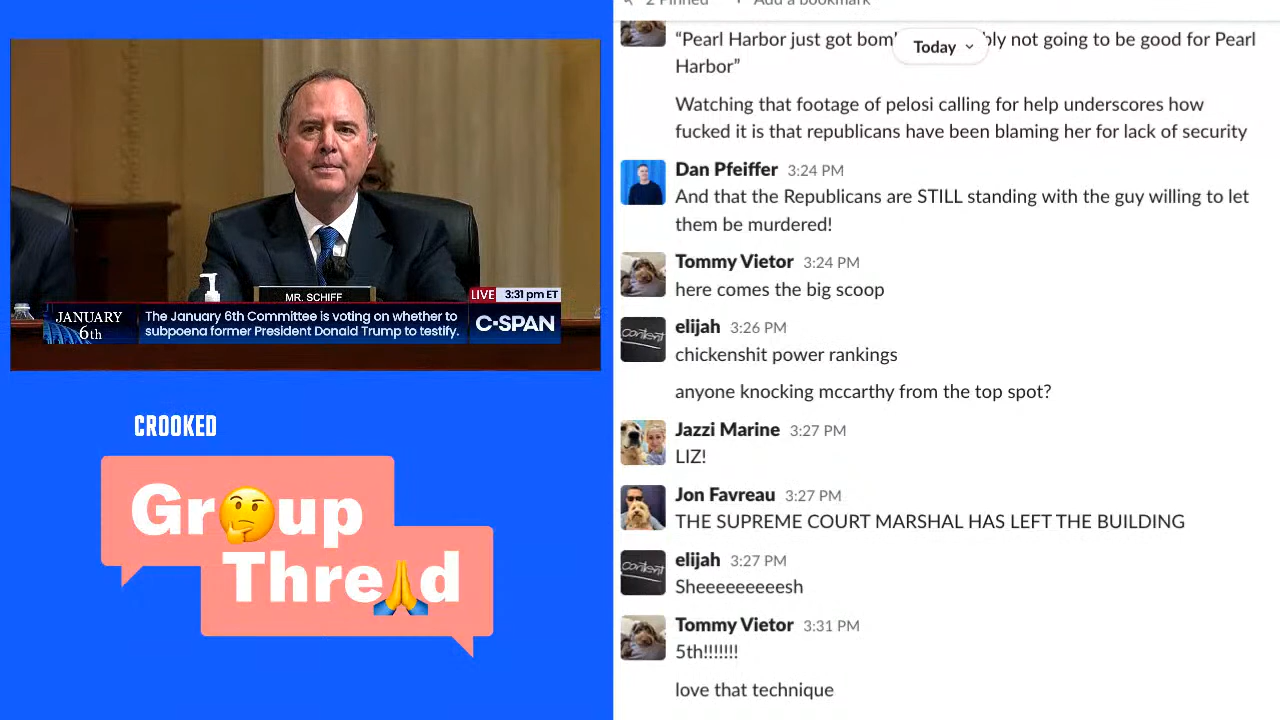 MR. SCHIFF
LIVE 3:31 pm ET
JANUARY
6th
The January 6th Committee is voting on whether to
subpoena former President Donald Trump to testify.
C-SPAN
CROOKED
Gr🤔up
Thre🙏d
2 Pinned + Add a bookmark
Today
“Pearl Harbor just got bom bly not going to be good for Pearl
Harbor”
Watching that footage of pelosi calling for help underscores how
fucked it is that republicans have been blaming her for lack of security
Dan Pfeiffer 3:24 PM
And that the Republicans are STILL standing with the guy willing to let
them be murdered!
Tommy Vietor 3:24 PM
here comes the big scoop
elijah 3:26 PM
content
chickenshit power rankings
anyone knocking mccarthy from the top spot?
Jazzi Marine 3:27 PM
LIZ!
Jon Favreau 3:27 PM
THE SUPREME COURT MARSHAL HAS LEFT THE BUILDING
elijah 3:27 PM
content
Sheeeeeeeeesh
Tommy Vietor 3:31 PM
5th!!!!!!!
love that technique